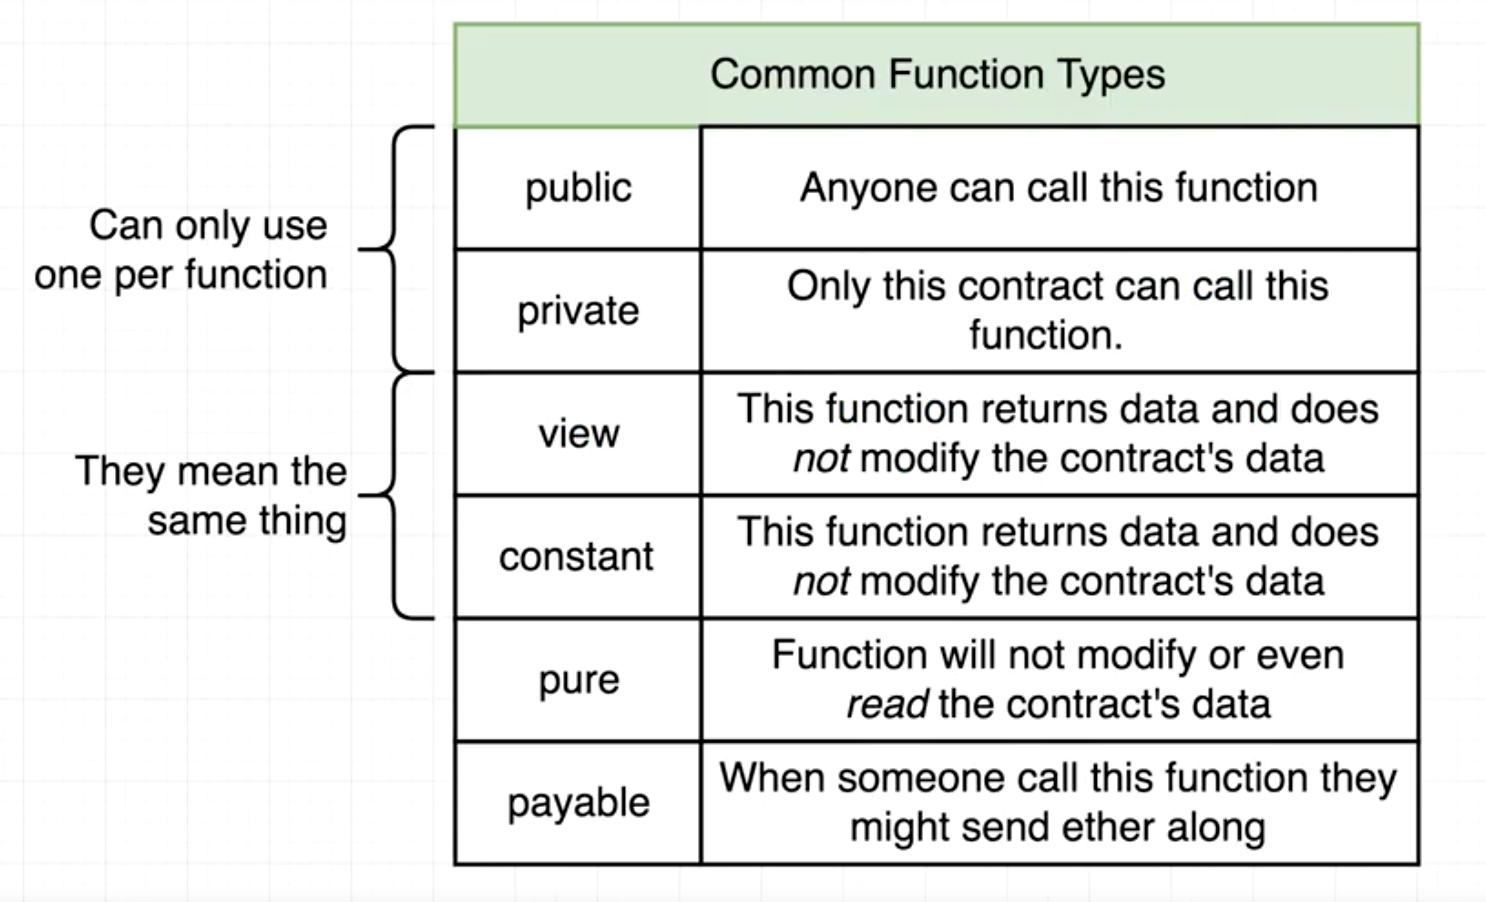 Common Function Types
Can only use
one per function
public
Anyone can call this function
private
Only this contract can call this
function.
They mean the
same thing
view
This function returns data and does
not modify the contract's data
constant
This function returns data and does
not modify the contract's data
pure
Function will not modify or even
read the contract's data
payable
When someone call this function they
might send ether along